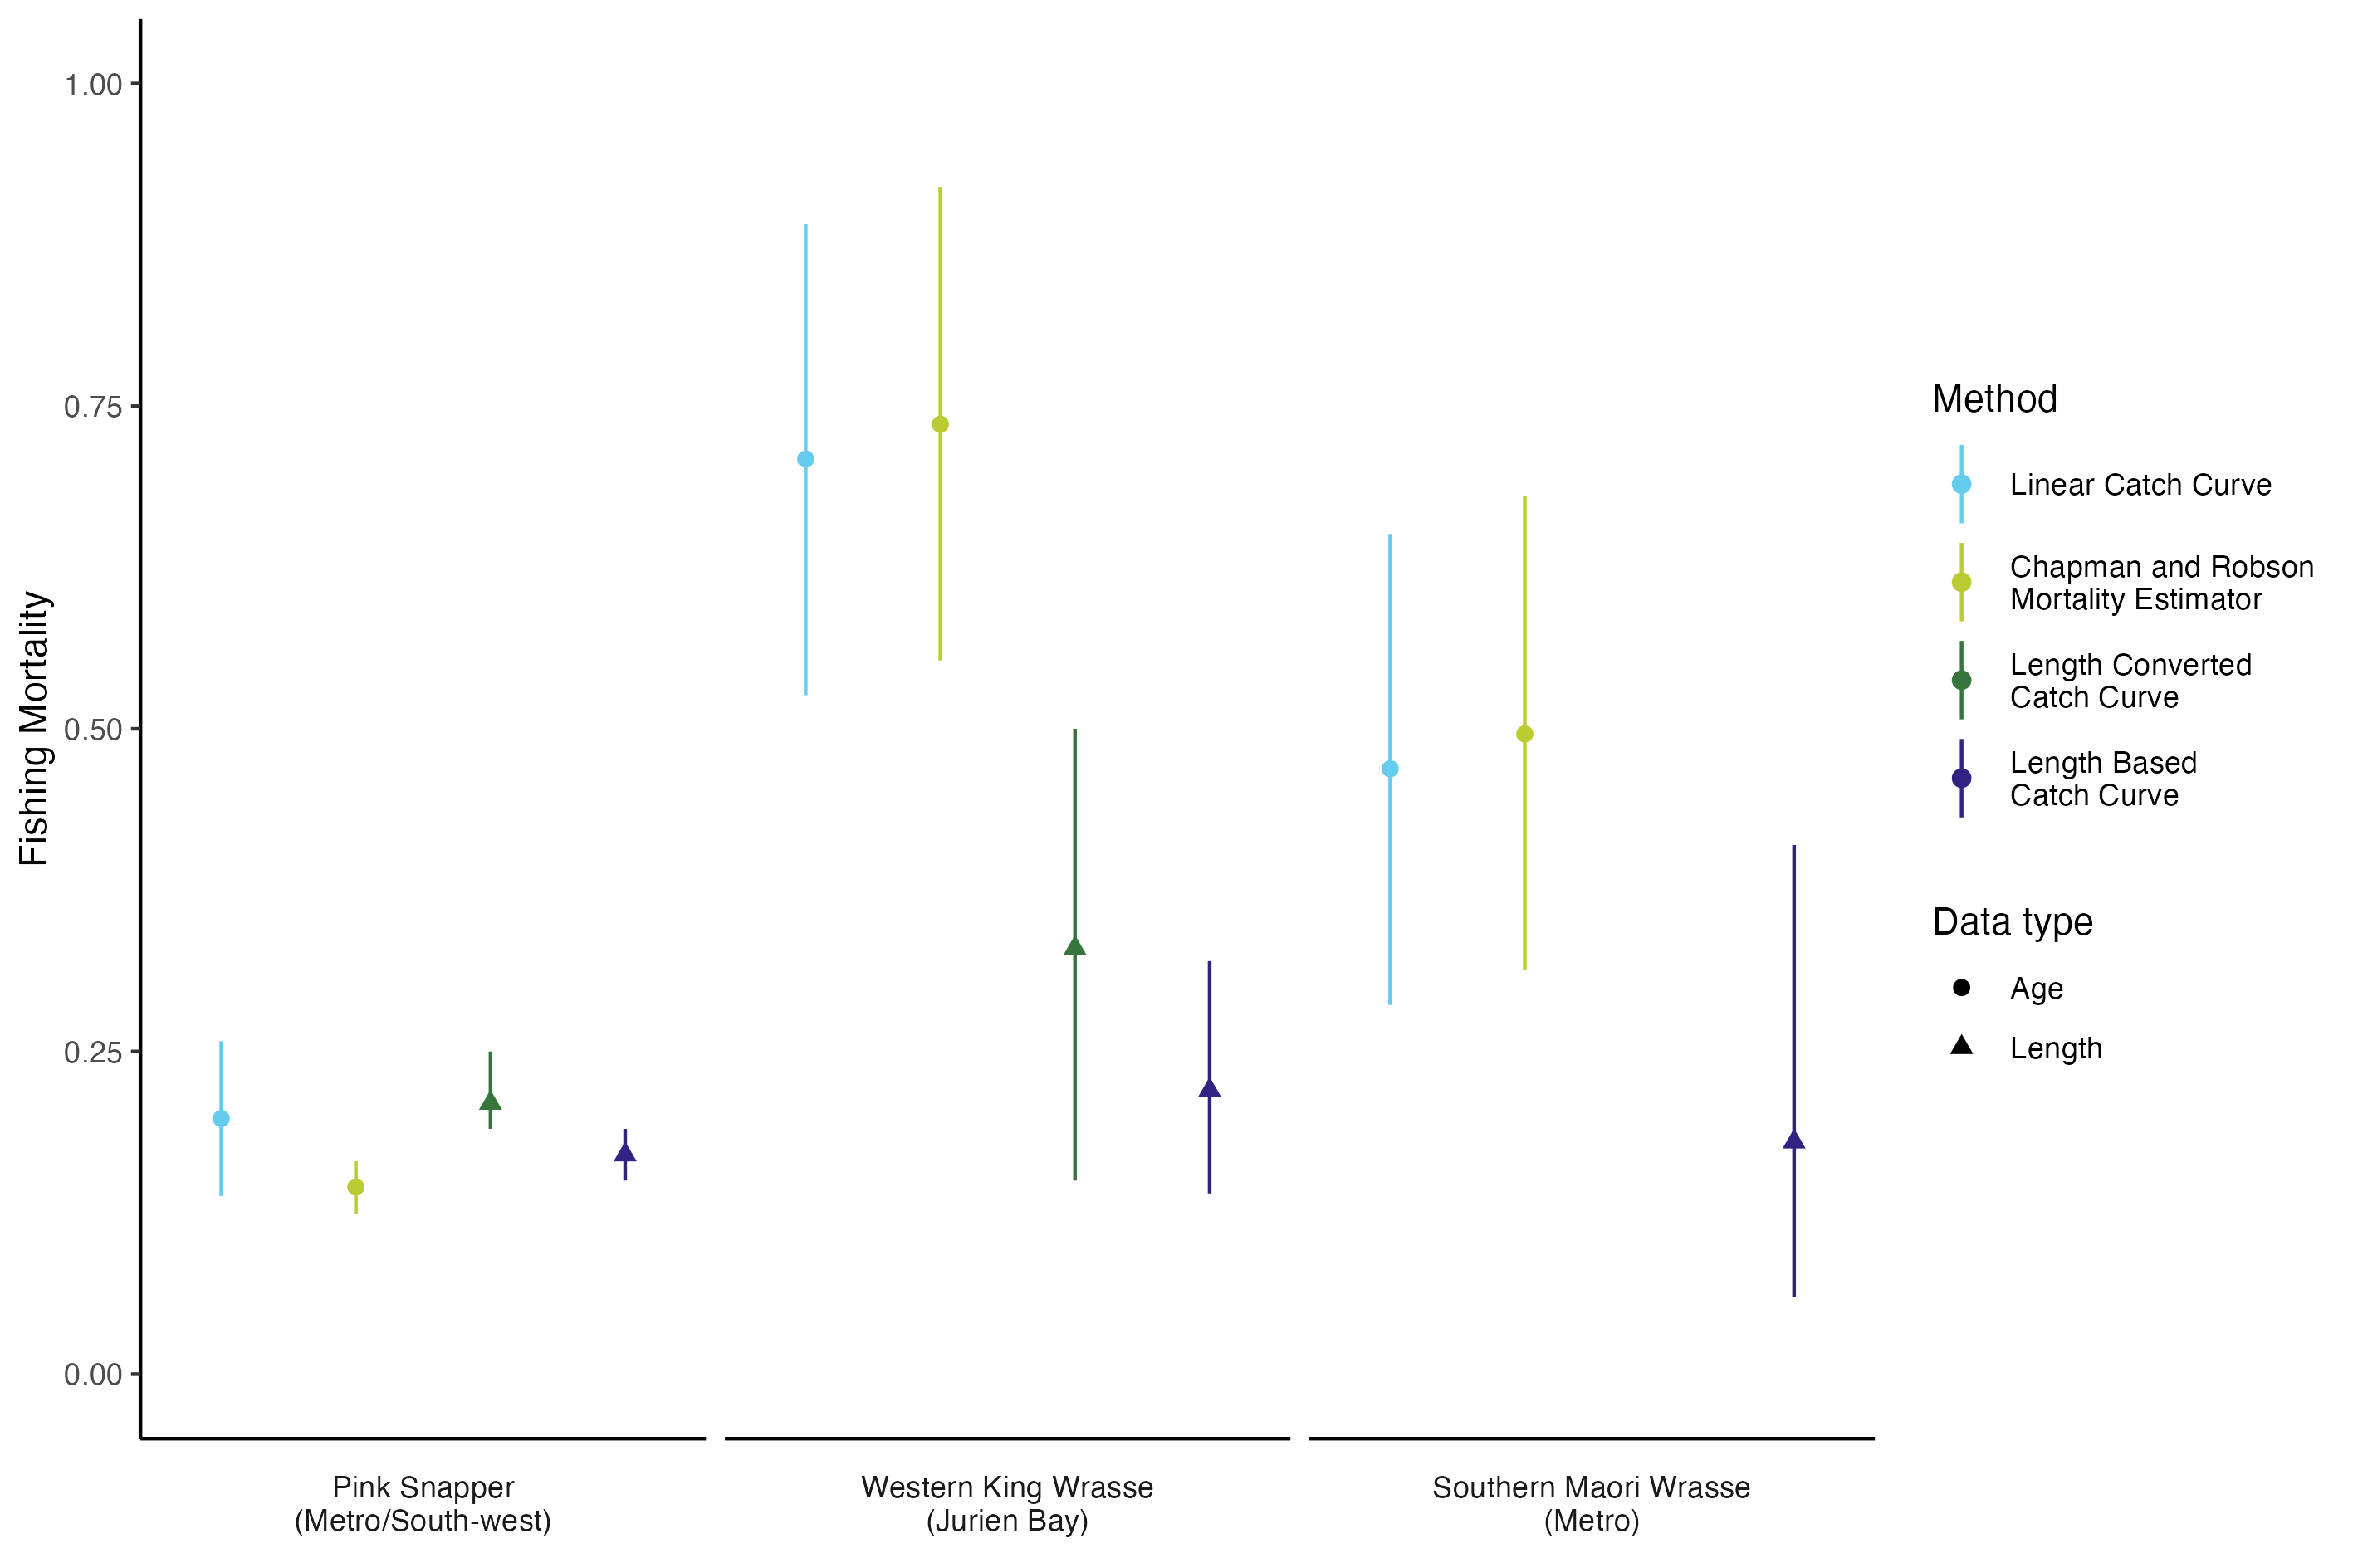 1.00
0.75
0.50
0.25
0.00
Fishing Mortality
Pink Snapper
(Metro/South-west)
Western King Wrasse
(Jurien Bay)
Southern Maori Wrasse
(Metro)
Method
Linear Catch Curve
Chapman and Robson
Mortality Estimator
Length Converted
Catch Curve
Length Based
Catch Curve
Data type
Age
Length